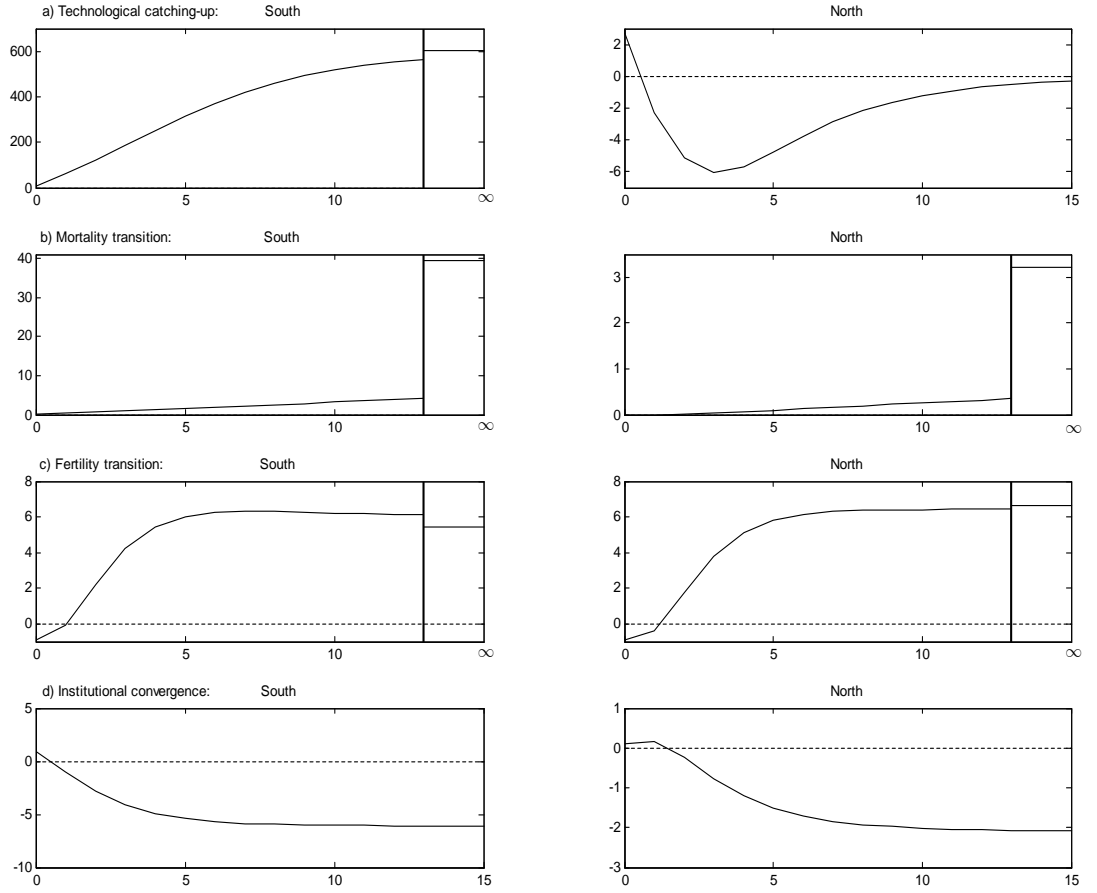 a) Technological catching-up: South
North
600
400
200
0
0 5 10 ∞
2
0
-2
-4
-6
0 5 10 15
b) Mortality transition: South
North
40
30
20
10
0
0 5 10 ∞
3
2
1
0
0 5 10 ∞
c) Fertility transition: South
North
8
6
4
2
0
0 5 10 ∞
8
6
4
2
0
0 5 10 ∞
d) Institutional convergence: South
North
5
0
-5
-10
0 5 10 15
1
0
-1
-2
-3
0 5 10 15